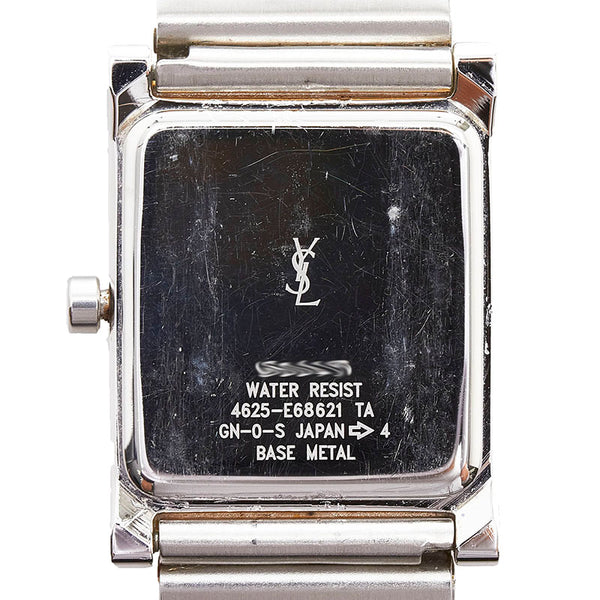 YSL
WATER RESIST
4625-E68621 TA
GN-0-S JAPAN ⇨ 4
BASE METAL